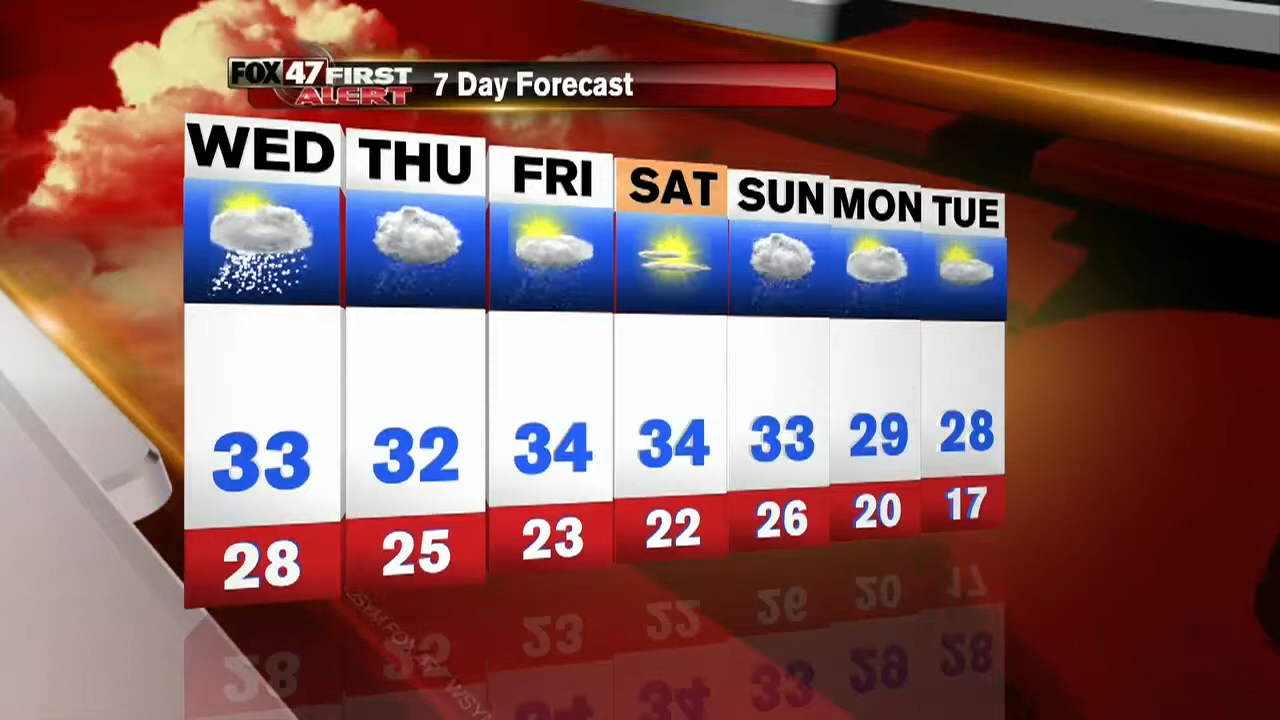 FOX 47 FIRST
ALERT
7 Day Forecast
WED THU FRI SAT SUN MON TUE
33 32 34 34 33 29 28
28 25 23 22 26 20 17